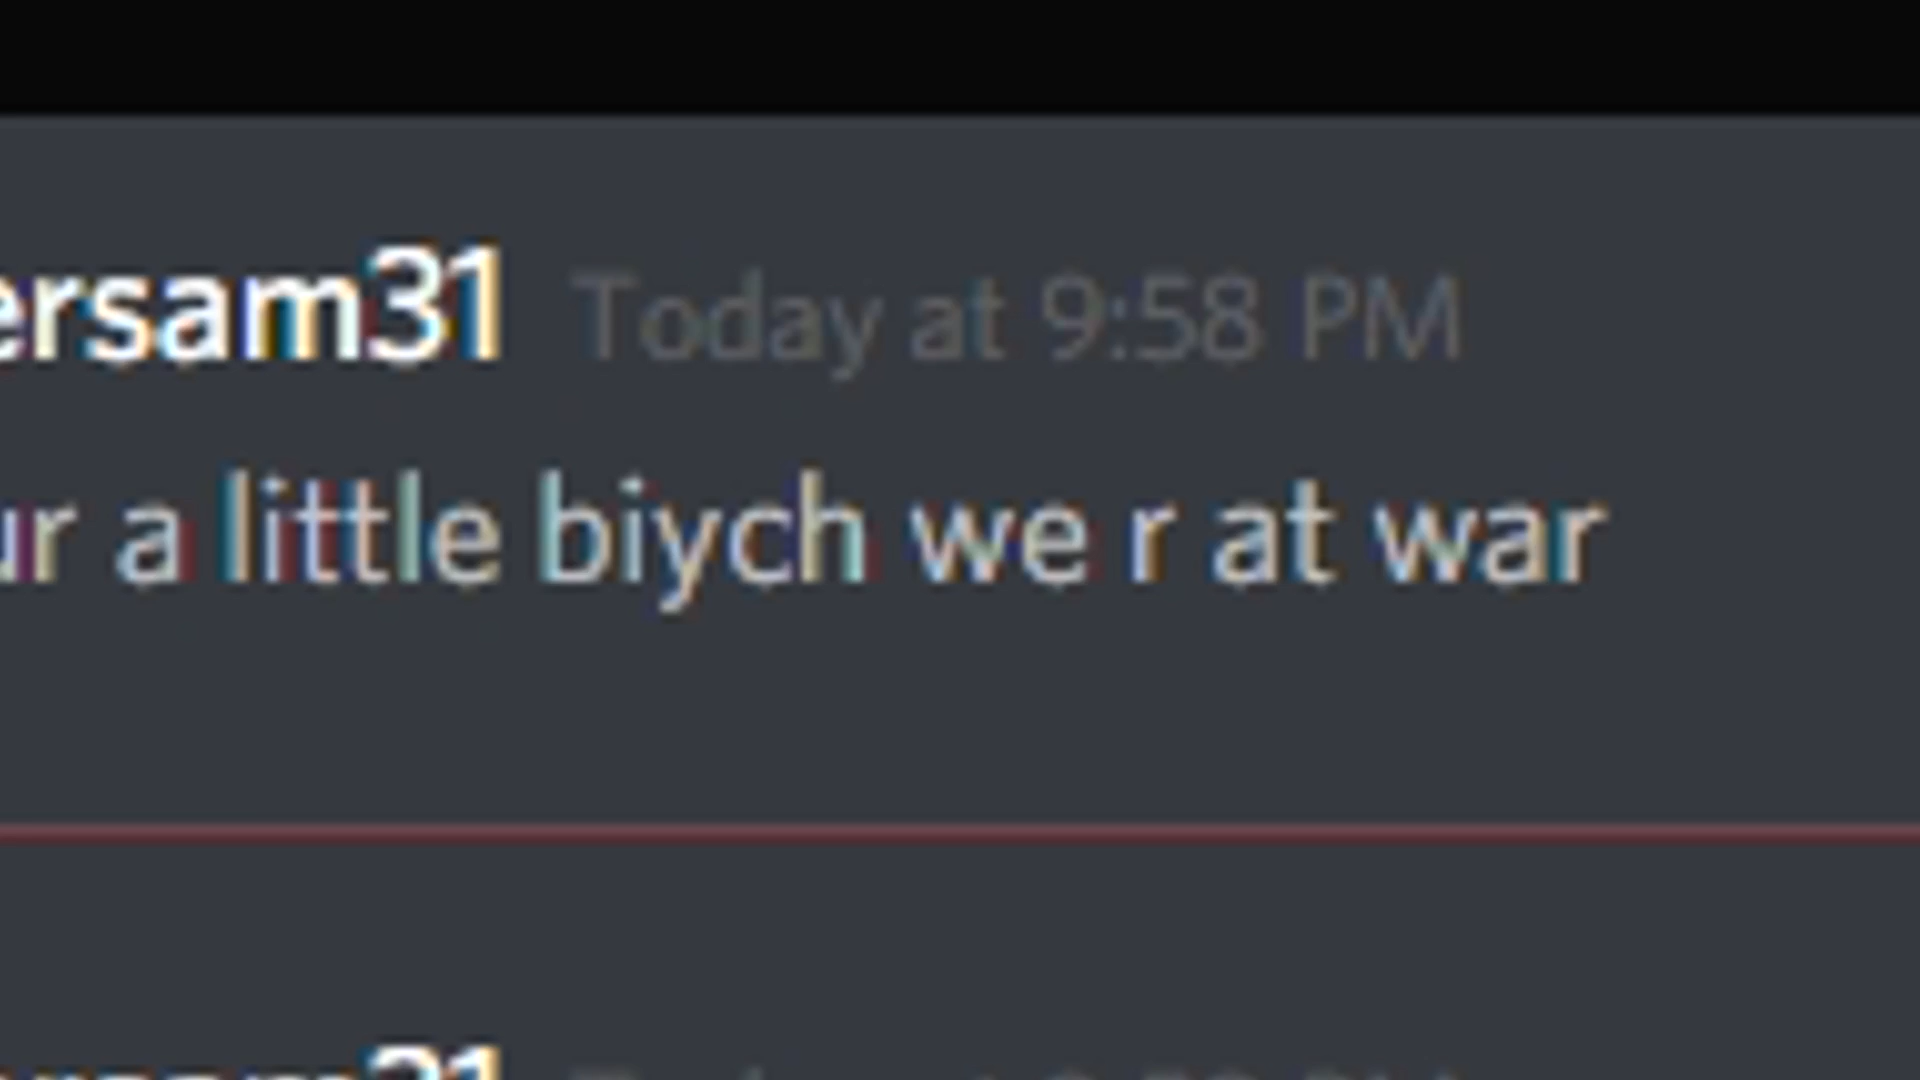 ersam31 Today at 9:58 PM
ur a little biych we r at war